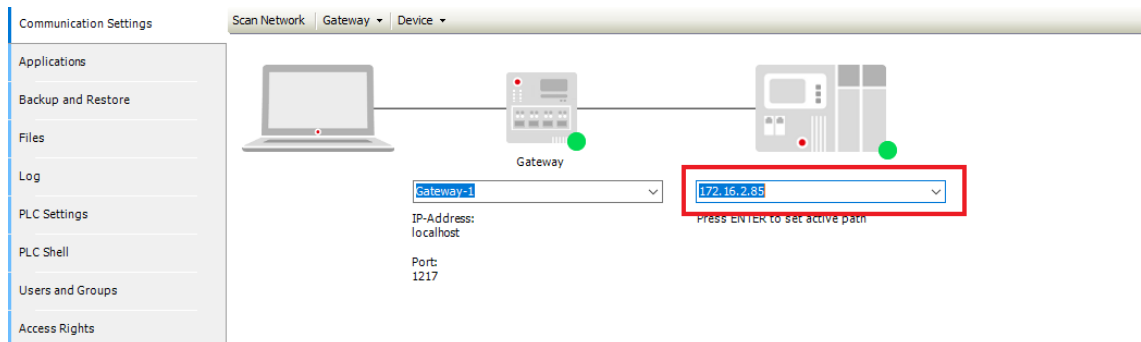 Communication Settings
Scan Network Gateway Device
Applications
Backup and Restore
Files
Log
PLC Settings
PLC Shell
Users and Groups
Access Rights
Gateway
Gateway-1
IP-Address:
localhost
Port:
1217
172.16.2.85
Press ENTER to set active path